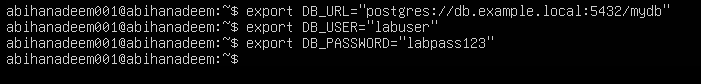 abihanadeem001@abihanadeem:~$ export DB_URL="postgres://db.example.local:5432/mydb"
abihanadeem001@abihanadeem:~$ export DB_USER="labuser"
abihanadeem001@abihanadeem:~$ export DB_PASSWORD="labpass123"
abihanadeem001@abihanadeem:~$